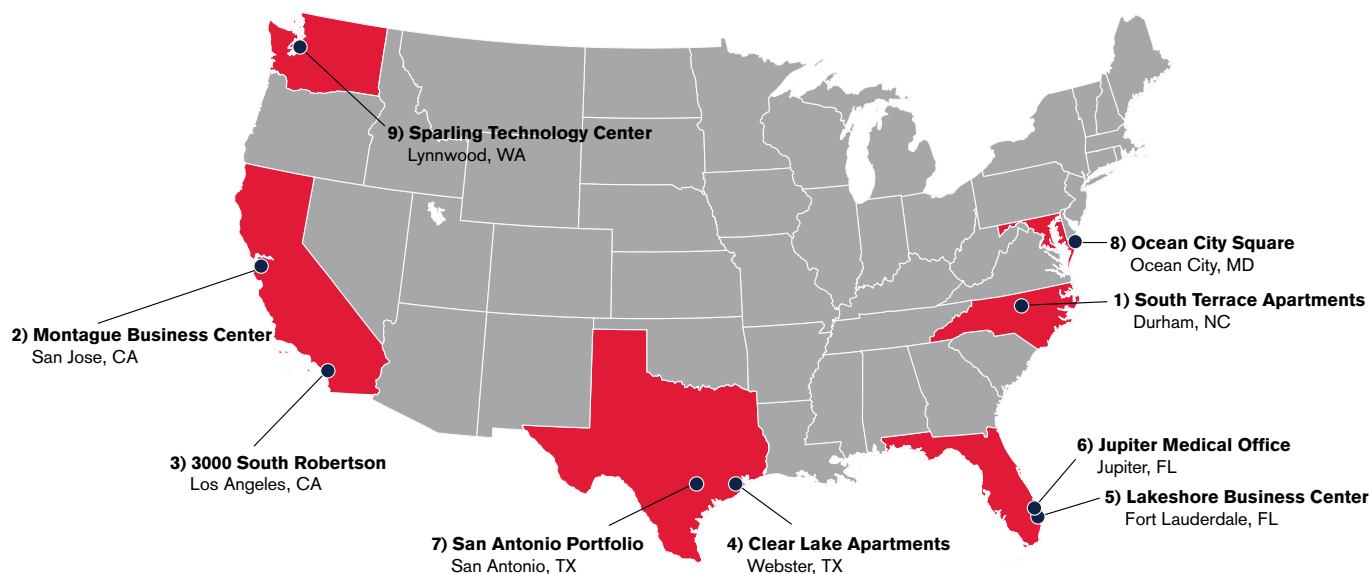 9) Sparling Technology Center
Lynnwood, WA
8) Ocean City Square
Ocean City, MD
1) South Terrace Apartments
Durham, NC
2) Montague Business Center
San Jose, CA
3) 3000 South Robertson
Los Angeles, CA
6) Jupiter Medical Office
Jupiter, FL
5) Lakeshore Business Center
Fort Lauderdale, FL
7) San Antonio Portfolio
San Antonio, TX
4) Clear Lake Apartments
Webster, TX